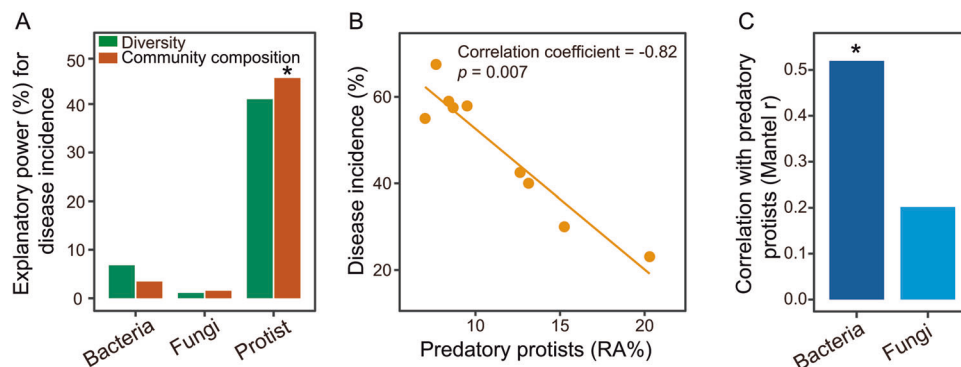 A
Explanatory power (%) for
disease incidence
50
40
30
20
10
0
Diversity
Community composition
*
Bacteria
Fungi
Protist
B
Disease incidence (%)
60
40
20
Correlation coefficient = -0.82
p = 0.007
10
15
20
Predatory protists (RA%)
C
Correlation with predatory
protists (Mantel r)
0.5
0.4
0.3
0.2
0.1
0.0
*
Bacteria
Fungi